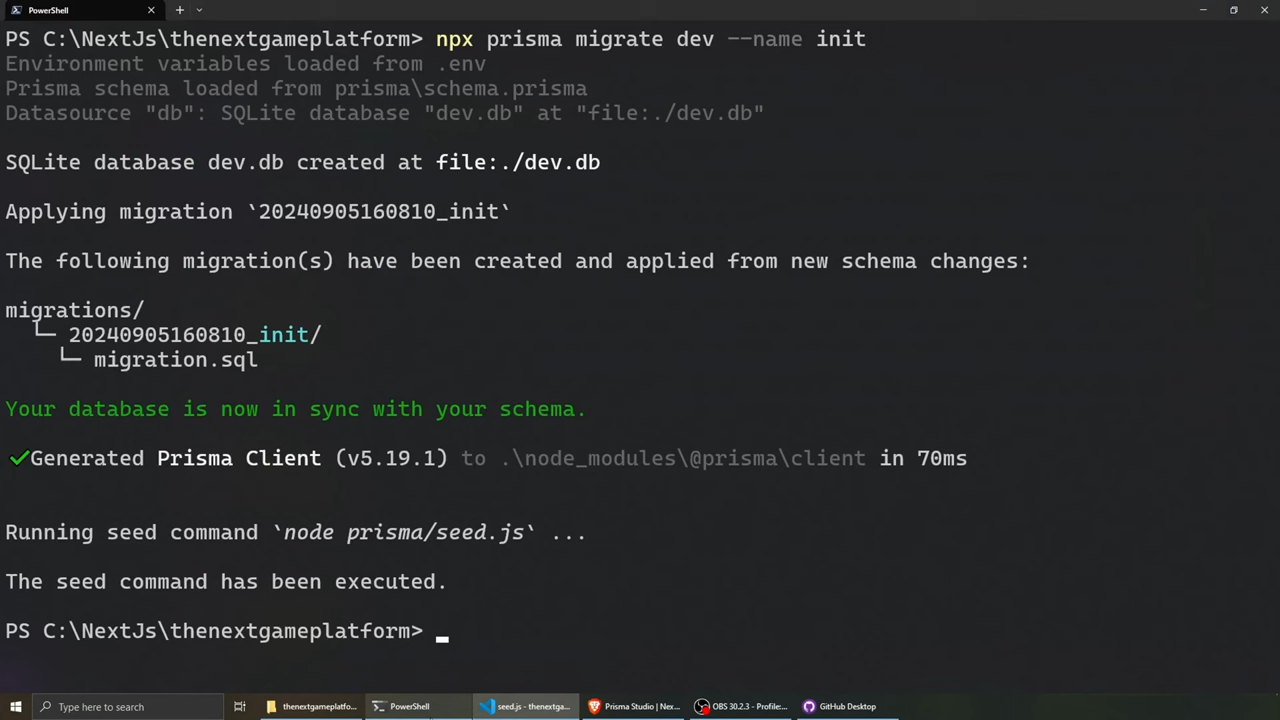 PowerShell
PS C:\NextJs\thenextgameplatform> npx prisma migrate dev --name init
Environment variables loaded from .env
Prisma schema loaded from prisma\schema.prisma
Datasource "db": SQLite database "dev.db" at "file:./dev.db"
SQLite database dev.db created at file:./dev.db
Applying migration `20240905160810_init`
The following migration(s) have been created and applied from new schema changes:
migrations/
└─ 20240905160810_init/
└─ migration.sql
Your database is now in sync with your schema.
✓Generated Prisma Client (v5.19.1) to .\node_modules\@prisma\client in 70ms
Running seed command `node prisma/seed.js` ...
The seed command has been executed.
PS C:\NextJs\thenextgameplatform>
Type here to search
thenextgameplatfo...
PowerShell
seed.js - thenextga...
Prisma Studio | Nex...
OBS 30.2.3 - Profile:...
GitHub Desktop